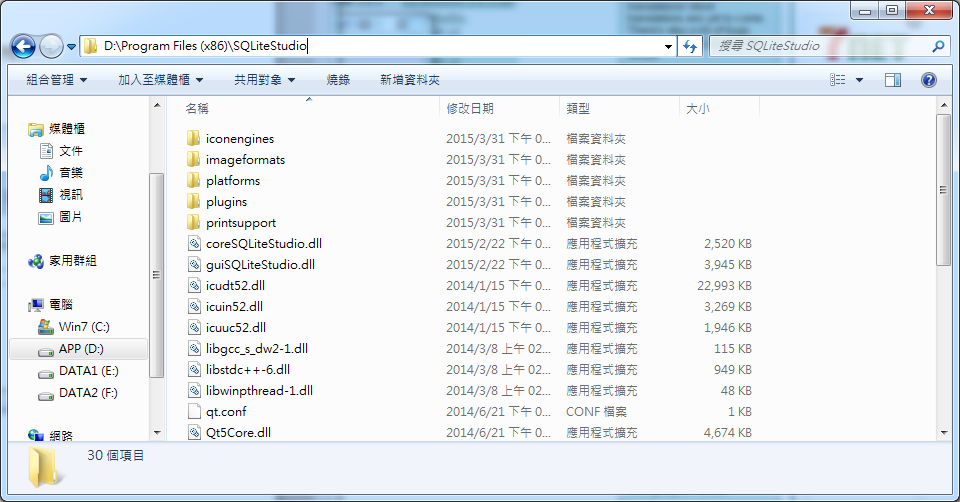 D:\Program Files (x86)\SQLiteStudio
搜尋 SQLiteStudio
組合管理 加入至媒體櫃 共用對象 燒錄 新增資料夾
名稱 修改日期 類型 大小
媒體櫃
文件
音樂
視訊
圖片
家用群組
電腦
Win7 (C:)
APP (D:)
DATA1 (E:)
DATA2 (F:)
網路
iconengines 2015/3/31 下午 0... 檔案資料夾
imageformats 2015/3/31 下午 0... 檔案資料夾
platforms 2015/3/31 下午 0... 檔案資料夾
plugins 2015/3/31 下午 0... 檔案資料夾
printsupport 2015/3/31 下午 0... 檔案資料夾
coreSQLiteStudio.dll 2015/2/22 下午 0... 應用程式擴充 2,520 KB
guiSQLiteStudio.dll 2015/2/22 下午 0... 應用程式擴充 3,945 KB
icudt52.dll 2014/1/15 下午 0... 應用程式擴充 22,993 KB
icuin52.dll 2014/1/15 下午 0... 應用程式擴充 3,269 KB
icuuc52.dll 2014/1/15 下午 0... 應用程式擴充 1,946 KB
libgcc_s_dw2-1.dll 2014/3/8 上午 02... 應用程式擴充 115 KB
libstdc++-6.dll 2014/3/8 上午 02... 應用程式擴充 949 KB
libwinpthread-1.dll 2014/3/8 上午 02... 應用程式擴充 48 KB
qt.conf 2014/6/21 下午 0... CONF 檔案 1 KB
Qt5Core.dll 2014/6/21 下午 0... 應用程式擴充 4,674 KB
30 個項目